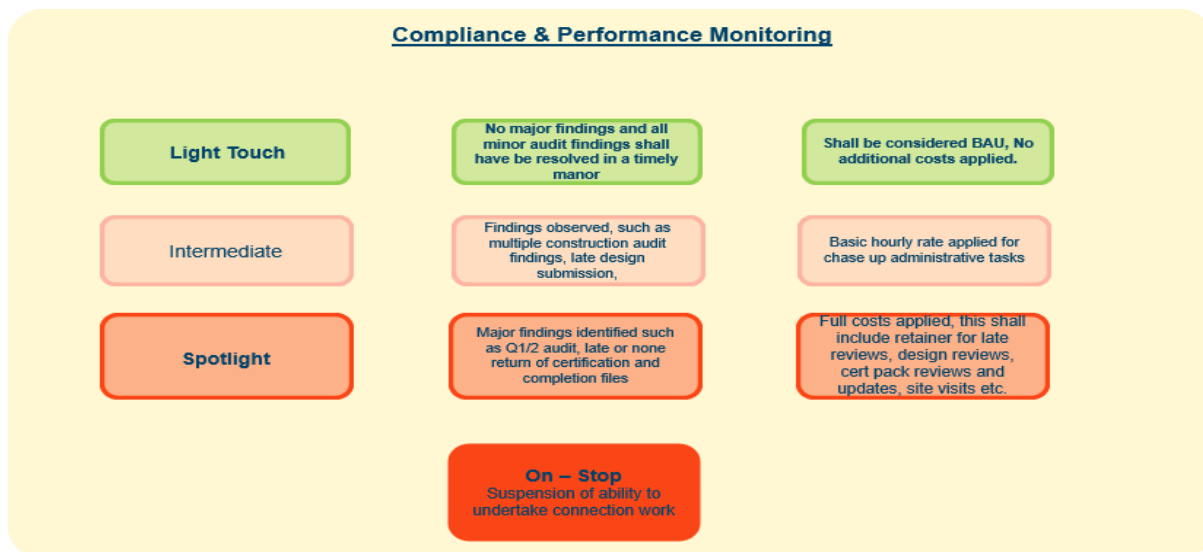 Compliance & Performance Monitoring
Light Touch
No major findings and all
minor audit findings shall
have be resolved in a timely
manor
Shall be considered BAU, No
additional costs applied.
Intermediate
Findings observed, such as
multiple construction audit
findings, late design
submission,
Basic hourly rate applied for
chase up administrative tasks
Spotlight
Major findings identified such
as Q1/2 audit, late or none
return of certification and
completion files
Full costs applied, this shall
include retainer for late
reviews, design reviews,
cert pack reviews and
updates, site visits etc.
On – Stop
Suspension of ability to
undertake connection work